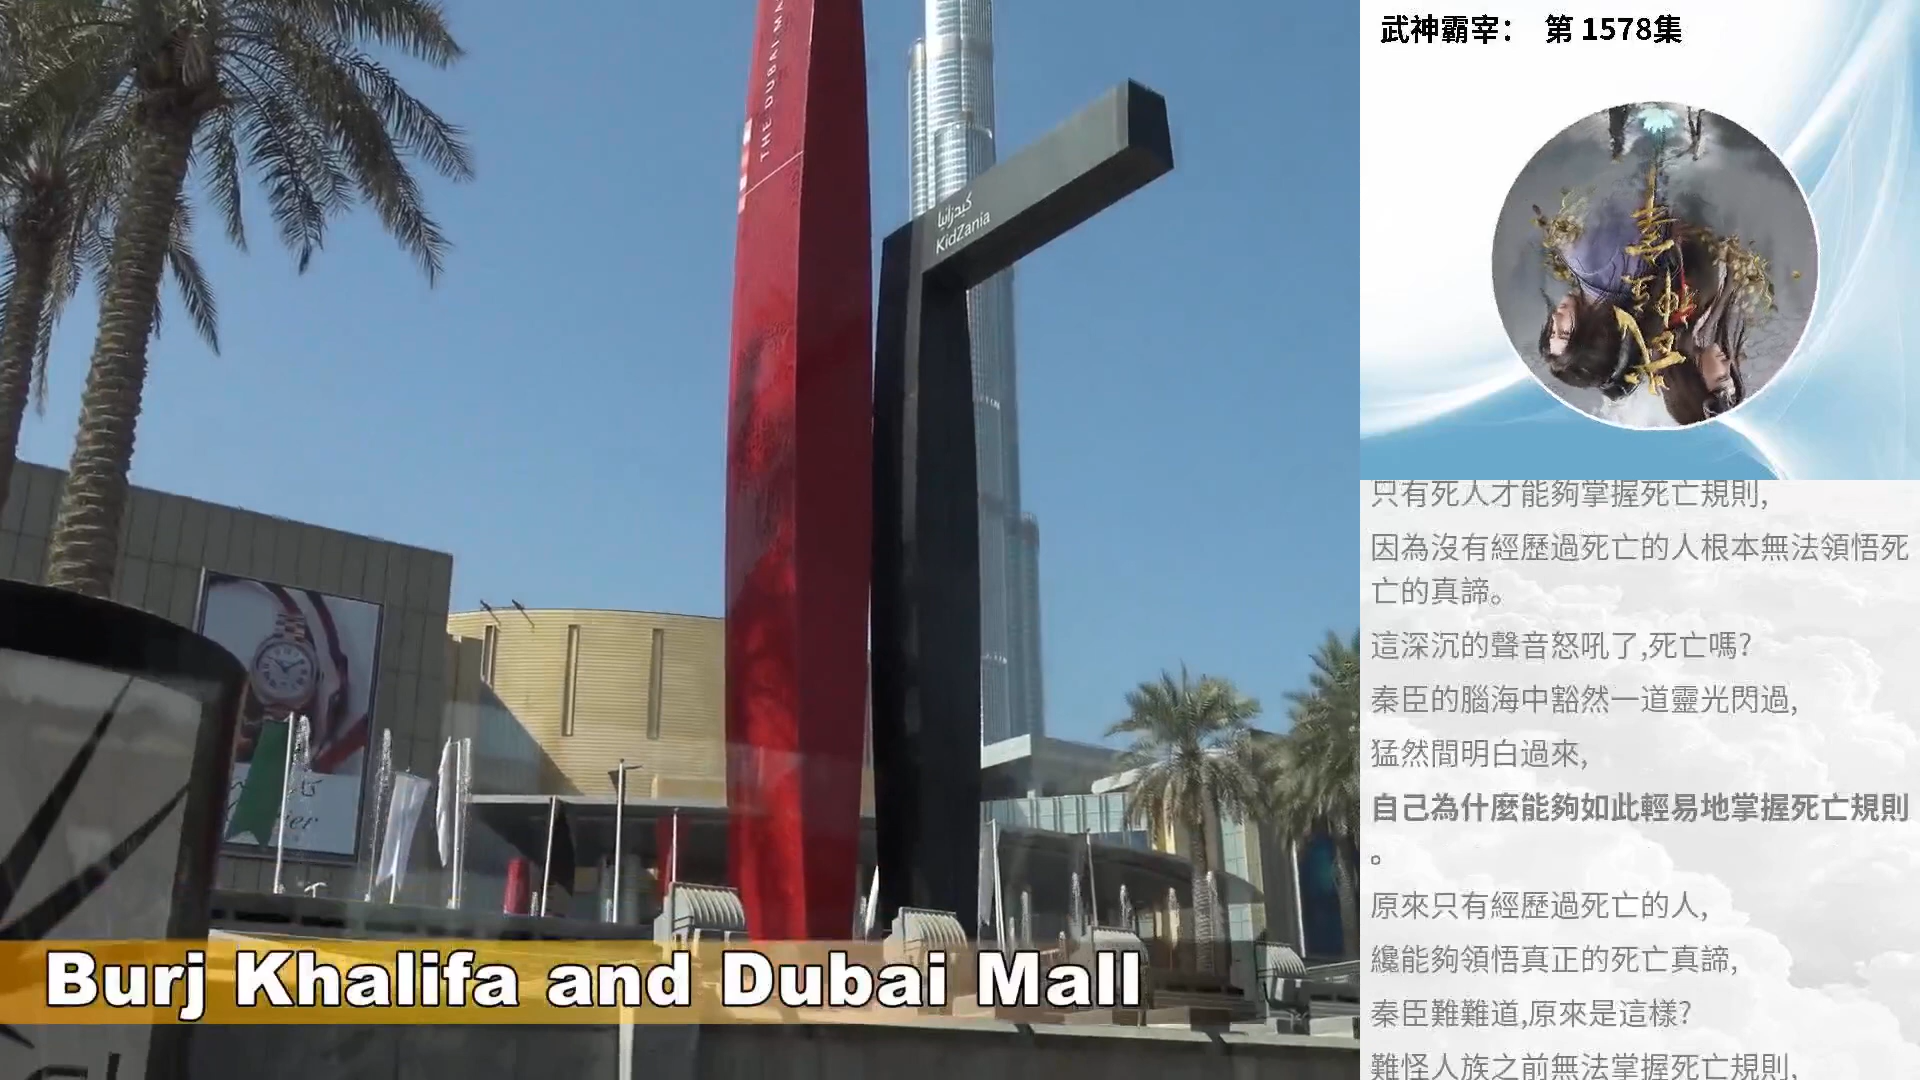 THE DUBAI MA
كيدزانيا
KidZania
Burj Khalifa and Dubai Mall
武神霸宰： 第 1578集
只有死人才能夠掌握死亡規則,
因為沒有經歷過死亡的人根本無法領悟死
亡的真諦。
這深沉的聲音怒吼了,死亡嗎?
秦臣的腦海中豁然一道靈光閃過,
猛然間明白過來,
自己為什麼能夠如此輕易地掌握死亡規則
。
原來只有經歷過死亡的人,
纔能夠領悟真正的死亡真諦,
秦臣難難道,原來是這樣?
難怪人族之前無法掌握死亡規則,